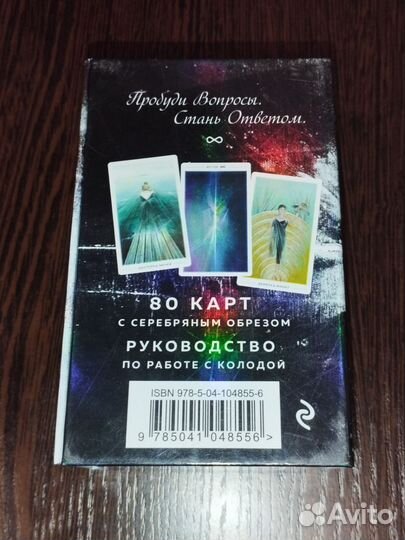 Пробуди Вопросы.
Стань Ответом.
80 КАРТ
С СЕРЕБРЯНЫМ ОБРЕЗОМ
РУКОВОДСТВО
ПО РАБОТЕ С КОЛОДОЙ
ISBN 978-5-04-104855-6
9 785041 048556 >
Avito